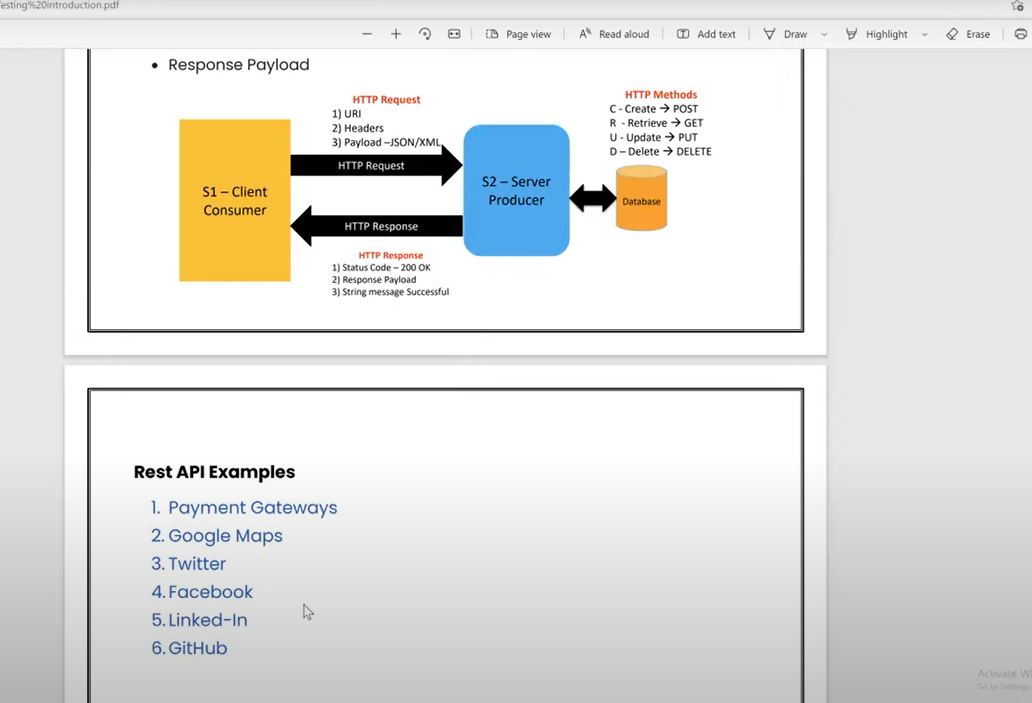 esting%20introduction.pdf
Page view
Read aloud
Add text
Draw
Highlight
Erase
• Response Payload
HTTP Request
1) URI
2) Headers
3) Payload –JSON/XML
HTTP Methods
C - Create → POST
R - Retrieve → GET
U - Update → PUT
D – Delete → DELETE
S1 – Client
Consumer
HTTP Request
S2 – Server
Producer
Database
HTTP Response
HTTP Response
1) Status Code – 200 OK
2) Response Payload
3) String message Successful
Rest API Examples
1. Payment Gateways
2. Google Maps
3. Twitter
4. Facebook
5. Linked-In
6. GitHub
Activate Wi
Go to Settings